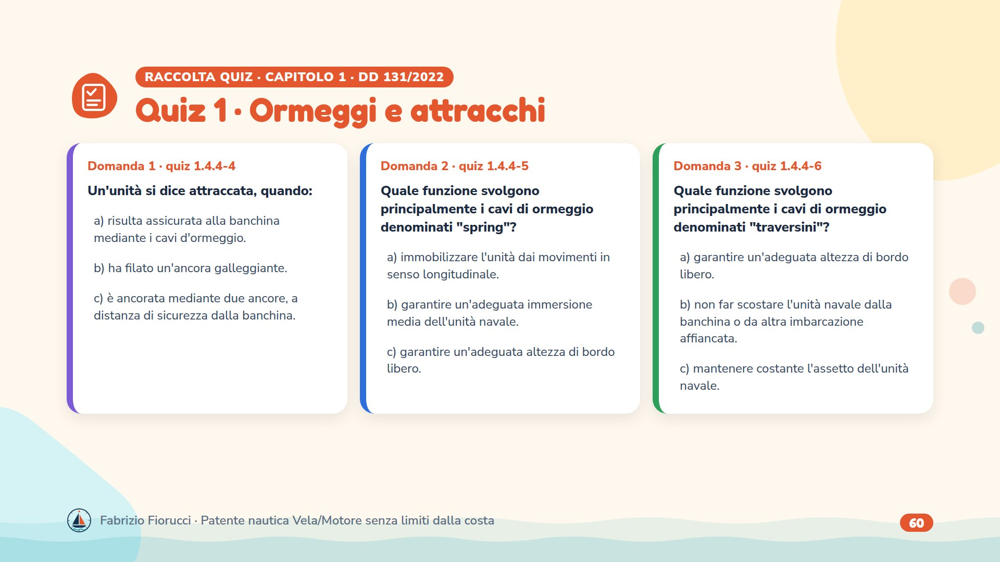 RACCOLTA QUIZ · CAPITOLO 1 · DD 131/2022
Quiz 1 · Ormeggi e attracchi
Domanda 1 · quiz 1.4.4-4
Un'unità si dice attraccata, quando:
a) risulta assicurata alla banchina
mediante i cavi d'ormeggio.
b) ha filato un'ancora galleggiante.
c) è ancorata mediante due ancore, a
distanza di sicurezza dalla banchina.
Domanda 2 · quiz 1.4.4-5
Quale funzione svolgono
principalmente i cavi di ormeggio
denominati "spring"?
a) immobilizzare l'unità dai movimenti in
senso longitudinale.
b) garantire un'adeguata immersione
media dell'unità navale.
c) garantire un'adeguata altezza di bordo
libero.
Domanda 3 · quiz 1.4.4-6
Quale funzione svolgono
principalmente i cavi di ormeggio
denominati "traversini"?
a) garantire un'adeguata altezza di bordo
libero.
b) non far scostare l'unità navale dalla
banchina o da altra imbarcazione
affiancata.
c) mantenere costante l'assetto dell'unità
navale.
Fabrizio Fiorucci · Patente nautica Vela/Motore senza limiti dalla costa
60